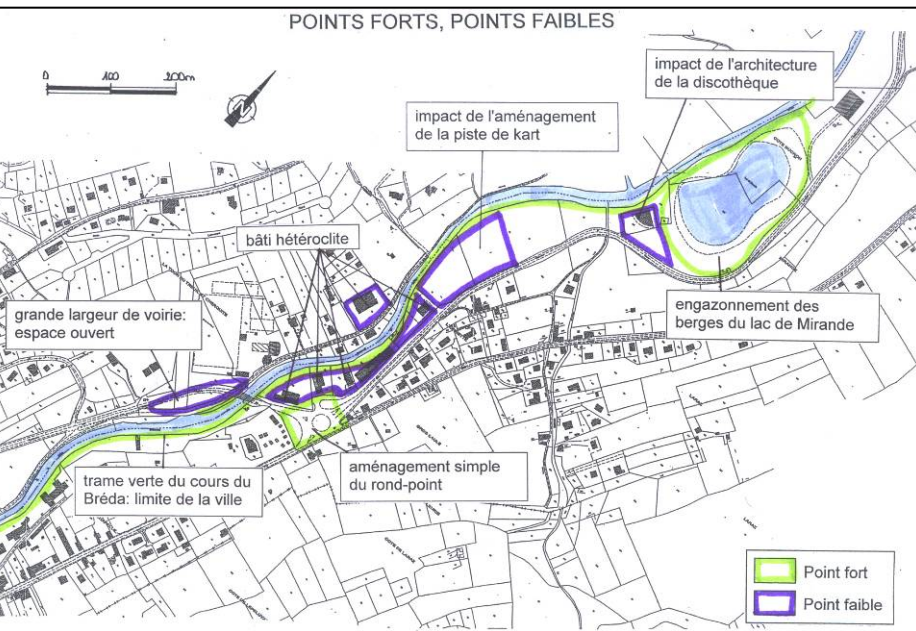 POINTS FORTS, POINTS FAIBLES
0 100 200m
impact de l'architecture
de la discothèque
impact de l'aménagement
de la piste de kart
bâti hétéroclite
grande largeur de voirie:
espace ouvert
engazonnement des
berges du lac de Mirande
trame verte du cours du
Bréda: limite de la ville
aménagement simple
du rond-point
Point fort
Point faible